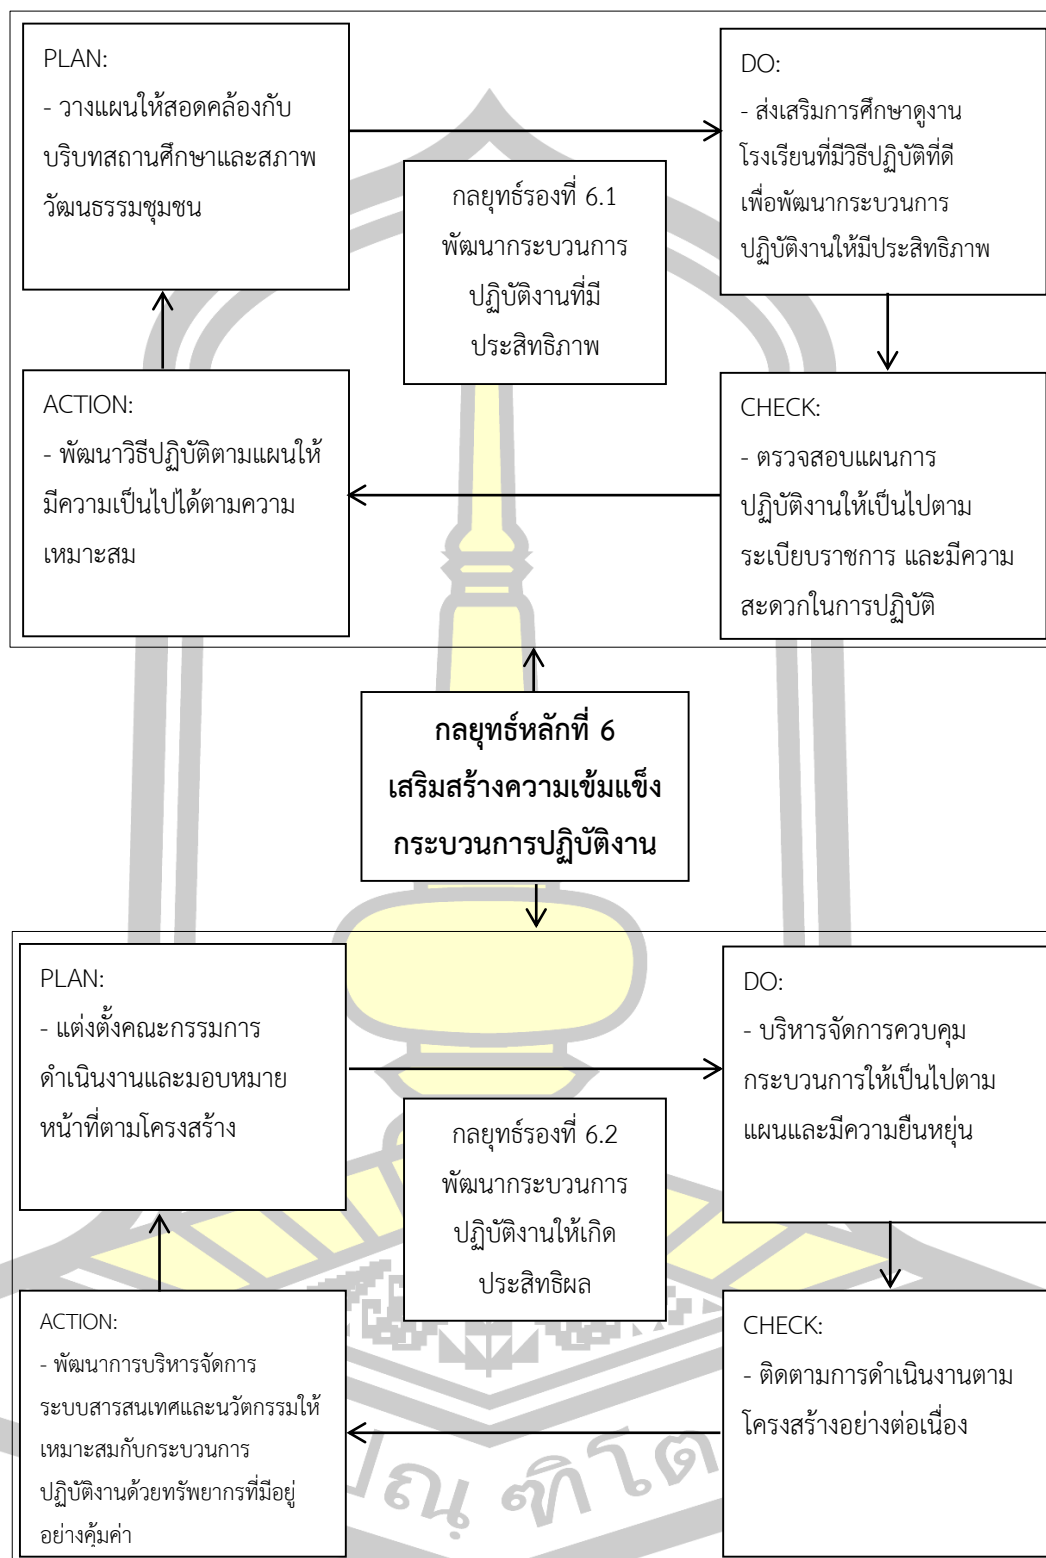 PLAN:
- วางแผนให้สอดคล้องกับ
บริบทสถานศึกษาและสภาพ
วัฒนธรรมชุมชน
DO:
- ส่งเสริมการศึกษาดูงาน
โรงเรียนที่มีวิธีปฏิบัติที่ดี
เพื่อพัฒนากระบวนการ
ปฏิบัติงานให้มีประสิทธิภาพ
กลยุทธ์รองที่ 6.1
พัฒนากระบวนการ
ปฏิบัติงานที่มี
ประสิทธิภาพ
ACTION:
- พัฒนาวิธีปฏิบัติตามแผนให้
มีความเป็นไปได้ตามความ
เหมาะสม
CHECK:
- ตรวจสอบแผนการ
ปฏิบัติงานให้เป็นไปตาม
ระเบียบราชการ และมีความ
สะดวกในการปฏิบัติ
กลยุทธ์หลักที่ 6
เสริมสร้างความเข้มแข็ง
กระบวนการปฏิบัติงาน
PLAN:
- แต่งตั้งคณะกรรมการ
ดำเนินงานและมอบหมาย
หน้าที่ตามโครงสร้าง
DO:
- บริหารจัดการควบคุม
กระบวนการให้เป็นไปตาม
แผนและมีความยืนหยุ่น
กลยุทธ์รองที่ 6.2
พัฒนากระบวนการ
ปฏิบัติงานให้เกิด
ประสิทธิผล
ACTION:
- พัฒนาการบริหารจัดการ
ระบบสารสนเทศและนวัตกรรมให้
เหมาะสมกับกระบวนการ
ปฏิบัติงานด้วยทรัพยากรที่มีอยู่
อย่างคุ้มค่า
CHECK:
- ติดตามการดำเนินงานตาม
โครงสร้างอย่างต่อเนื่อง